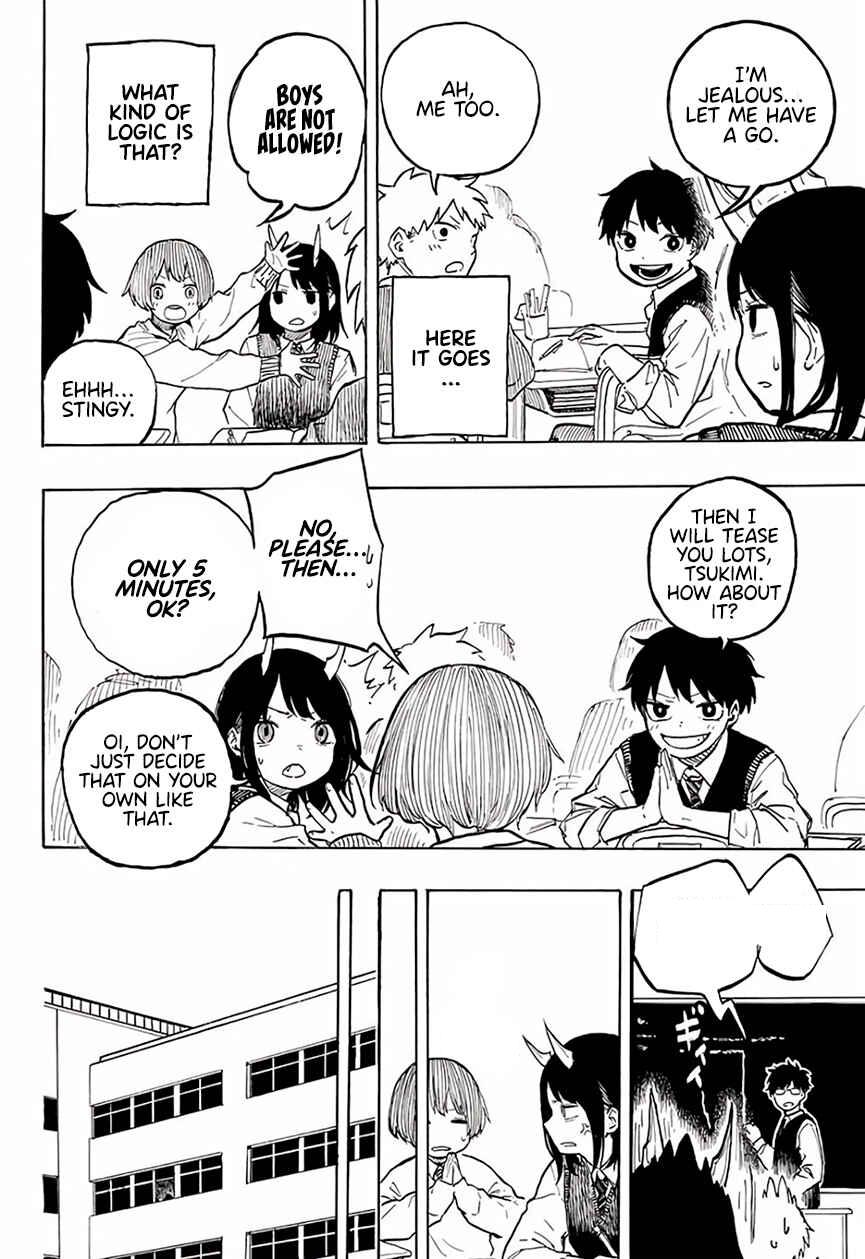 I'M
JEALOUS...
LET ME HAVE
A GO.
AH,
ME TOO.
HERE
IT GOES
...
BOYS
ARE NOT
ALLOWED!
WHAT
KIND OF
LOGIC IS
THAT?
EHHH...
STINGY.
THEN I
WILL TEASE
YOU LOTS,
TSUKIMI.
HOW ABOUT
IT?
NO,
PLEASE...
THEN...
ONLY 5
MINUTES,
OK?
OI, DON'T
JUST DECIDE
THAT ON YOUR
OWN LIKE
THAT.
ギイイ